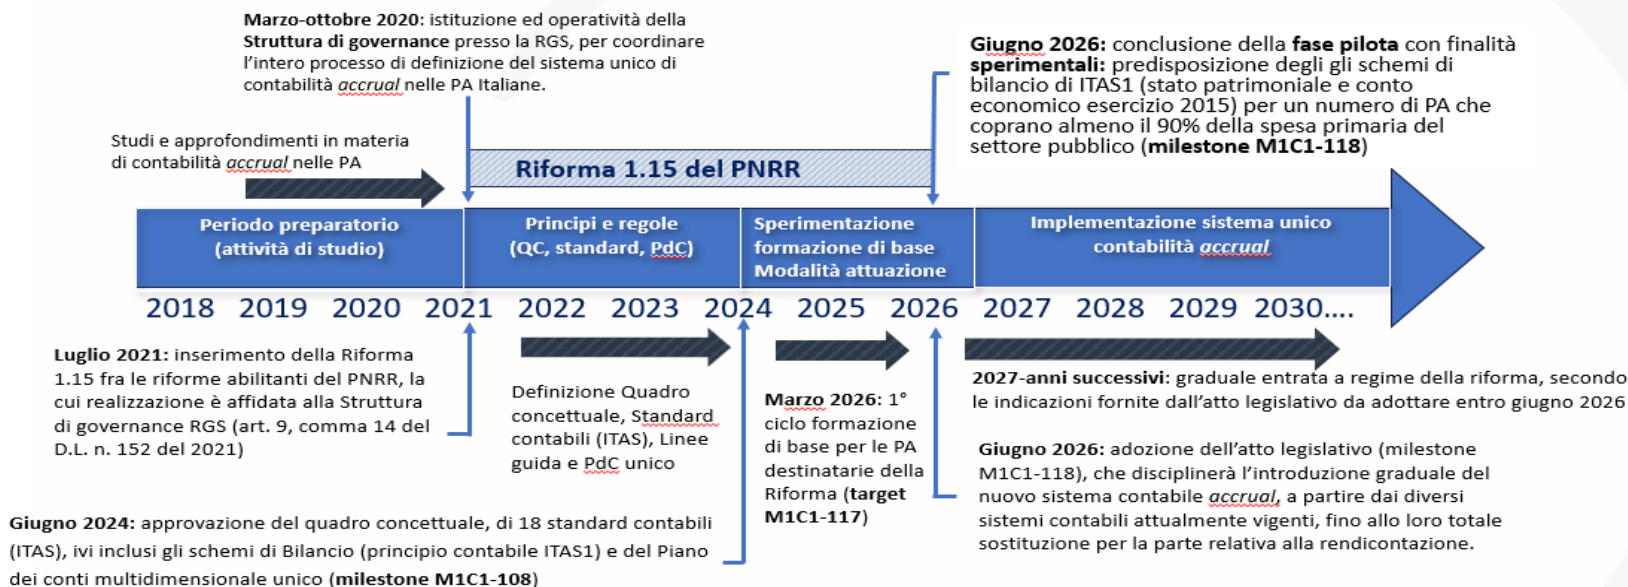 Marzo-ottobre 2020: istituzione ed operatività della
Struttura di governance presso la RGS, per coordinare
l'intero processo di definizione del sistema unico di
contabilità accrual nelle PA Italiane.
Giugno 2026: conclusione della fase pilota con finalità
sperimentali: predisposizione degli gli schemi di
bilancio di ITAS1 (stato patrimoniale e conto
economico esercizio 2015) per un numero di PA che
coprano almeno il 90% della spesa primaria del
settore pubblico (milestone M1C1-118)
Studi e approfondimenti in materia
di contabilità accrual nelle PA
Riforma 1.15 del PNRR
Periodo preparatorio
(attività di studio)
Principi e regole
(QC, standard, PdC)
Sperimentazione
formazione di base
Modalità attuazione
Implementazione sistema unico
contabilità accrual
2018 2019 2020 2021 2022 2023 2024 2025 2026 2027 2028 2029 2030....
Luglio 2021: inserimento della Riforma
1.15 fra le riforme abilitanti del PNRR, la
cui realizzazione è affidata alla Struttura
di governance RGS (art. 9, comma 14 del
D.L. n. 152 del 2021)
Definizione Quadro
concettuale, Standard
contabili (ITAS), Linee
guida e PdC unico
Marzo 2026: 1°
ciclo formazione
di base per le PA
destinatarie della
Riforma (target
M1C1-117)
2027-anni successivi: graduale entrata a regime della riforma, secondo
le indicazioni fornite dall'atto legislativo da adottare entro giugno 2026
Giugno 2026: adozione dell'atto legislativo (milestone
M1C1-118), che disciplinerà l'introduzione graduale del
nuovo sistema contabile accrual, a partire dai diversi
sistemi contabili attualmente vigenti, fino allo loro totale
sostituzione per la parte relativa alla rendicontazione.
Giugno 2024: approvazione del quadro concettuale, di 18 standard contabili
(ITAS), ivi inclusi gli schemi di Bilancio (principio contabile ITAS1) e del Piano
dei conti multidimensionale unico (milestone M1C1-108)